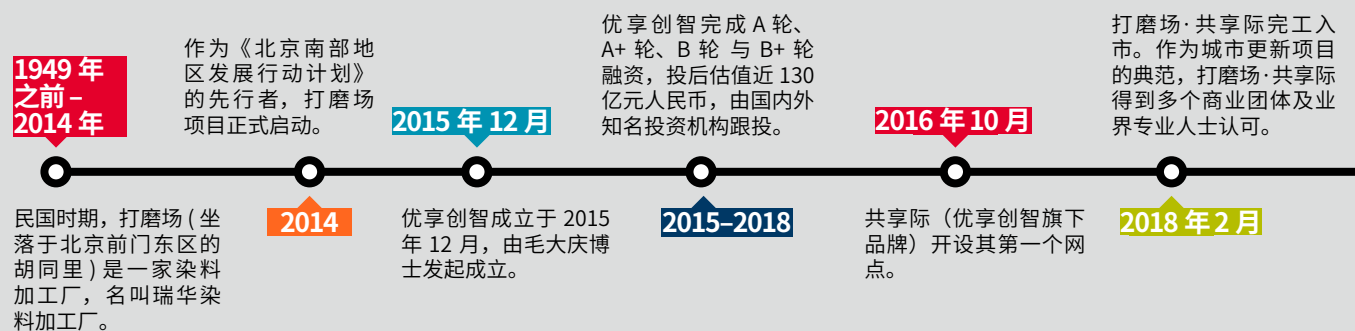 1949 年
之前 –
2014 年
民国时期，打磨场 ( 坐
落于北京前门东区的
胡同里 ) 是一家染料
加工厂，名叫瑞华染
料加工厂。
作为《北京南部地
区发展行动计划》
的先行者，打磨场
项目正式启动。
2014
2015 年 12 月
优享创智成立于 2015
年 12 月，由毛大庆博
士发起成立。
优享创智完成 A 轮、
A+ 轮、B 轮 与 B+ 轮
融资，投后估值近 130
亿元人民币，由国内外
知名投资机构跟投。
2015–2018
2016 年 10 月
共享际（优享创智旗下
品牌）开设其第一个网
点。
打磨场·共享际完工入
市。作为城市更新项目
的典范，打磨场·共享际
得到多个商业团体及业
界专业人士认可。
2018 年 2 月